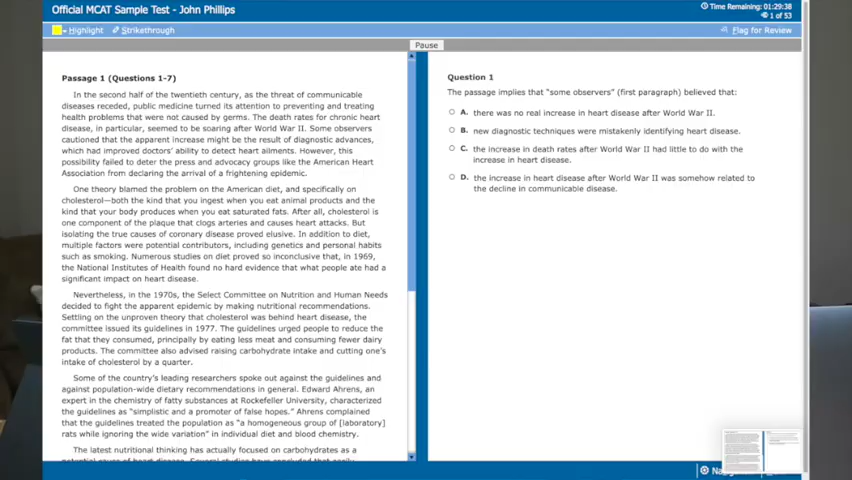 Official MCAT Sample Test - John Phillips
Time Remaining: 01:29:38
1 of 53
Highlight
Strikethrough
Flag for Review
Pause
Passage 1 (Questions 1-7)
In the second half of the twentieth century, as the threat of communicable
diseases receded, public medicine turned its attention to preventing and treating
health problems that were not caused by germs. The death rates for chronic heart
disease, in particular, seemed to be soaring after World War II. Some observers
cautioned that the apparent increase might be the result of diagnostic advances,
which had improved doctors' ability to detect heart ailments. However, this
possibility failed to deter the press and advocacy groups like the American Heart
Association from declaring the arrival of a frightening epidemic.
One theory blamed the problem on the American diet, and specifically on
cholesterol—both the kind that you ingest when you eat animal products and the
kind that your body produces when you eat saturated fats. After all, cholesterol is
one component of the plaque that clogs arteries and causes heart attacks. But
isolating the true causes of coronary disease proved elusive. In addition to diet,
multiple factors were potential contributors, including genetics and personal habits
such as smoking. Numerous studies on diet proved so inconclusive that, in 1969,
the National Institutes of Health found no hard evidence that what people ate had a
significant impact on heart disease.
Nevertheless, in the 1970s, the Select Committee on Nutrition and Human Needs
decided to fight the apparent epidemic by making nutritional recommendations.
Settling on the unproven theory that cholesterol was behind heart disease, the
committee issued its guidelines in 1977. The guidelines urged people to reduce the
fat that they consumed, principally by eating less meat and consuming fewer dairy
products. The committee also advised raising carbohydrate intake and cutting one's
intake of cholesterol by a quarter.
Some of the country's leading researchers spoke out against the guidelines and
against population-wide dietary recommendations in general. Edward Ahrens, an
expert in the chemistry of fatty substances at Rockefeller University, characterized
the guidelines as "simplistic and a promoter of false hopes." Ahrens complained
that the guidelines treated the population as "a homogeneous group of [laboratory]
rats while ignoring the wide variation" in individual diet and blood chemistry.
The latest nutritional thinking has actually focused on carbohydrates as a
Question 1
The passage implies that "some observers" (first paragraph) believed that:
A. there was no real increase in heart disease after World War II.
B. new diagnostic techniques were mistakenly identifying heart disease.
C. the increase in death rates after World War II had little to do with the
increase in heart disease.
D. the increase in heart disease after World War II was somehow related to
the decline in communicable disease.